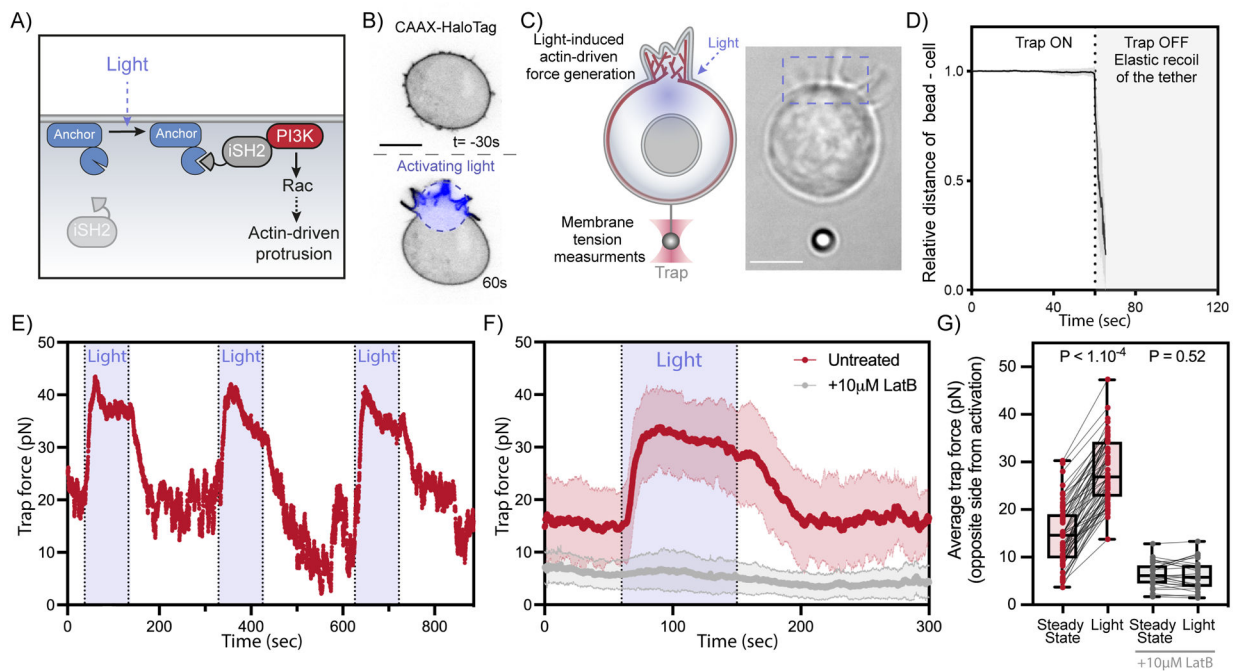 A)
Light
Anchor
Anchor
PI3K
iSH2
Rac
iSH2
Actin-driven
protrusion
B)
CAAX-HaloTag
t= -30s
Activating light
60s
C)
Light-induced
actin-driven
force generation
Light
Membrane
tension
measurments
Trap
D)
Relative distance of bead - cell
Trap ON
Trap OFF
Elastic recoil
of the tether
1.0
0.5
0.0
0
40
80
120
Time (sec)
E)
Trap force (pN)
50
40
30
20
10
0
Light
Light
Light
0
200
400
600
800
Time (sec)
F)
Trap force (pN)
50
40
30
20
10
0
Light
Untreated
+10μM LatB
0
100
200
300
Time (sec)
G)
Average trap force (pN)
(opposite side from activation)
P < 1.10-4
P = 0.52
50
40
30
20
10
0
Steady
State
Light
Steady
State
Light
+10μM LatB